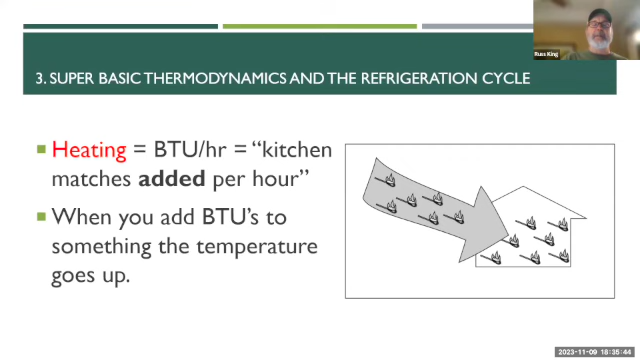 Russ King
3. SUPER BASIC THERMODYNAMICS AND THE REFRIGERATION CYCLE
Heating = BTU/hr = “kitchen
matches added per hour”
When you add BTU’s to
something the temperature
goes up.
2023-11-09 18:35:44